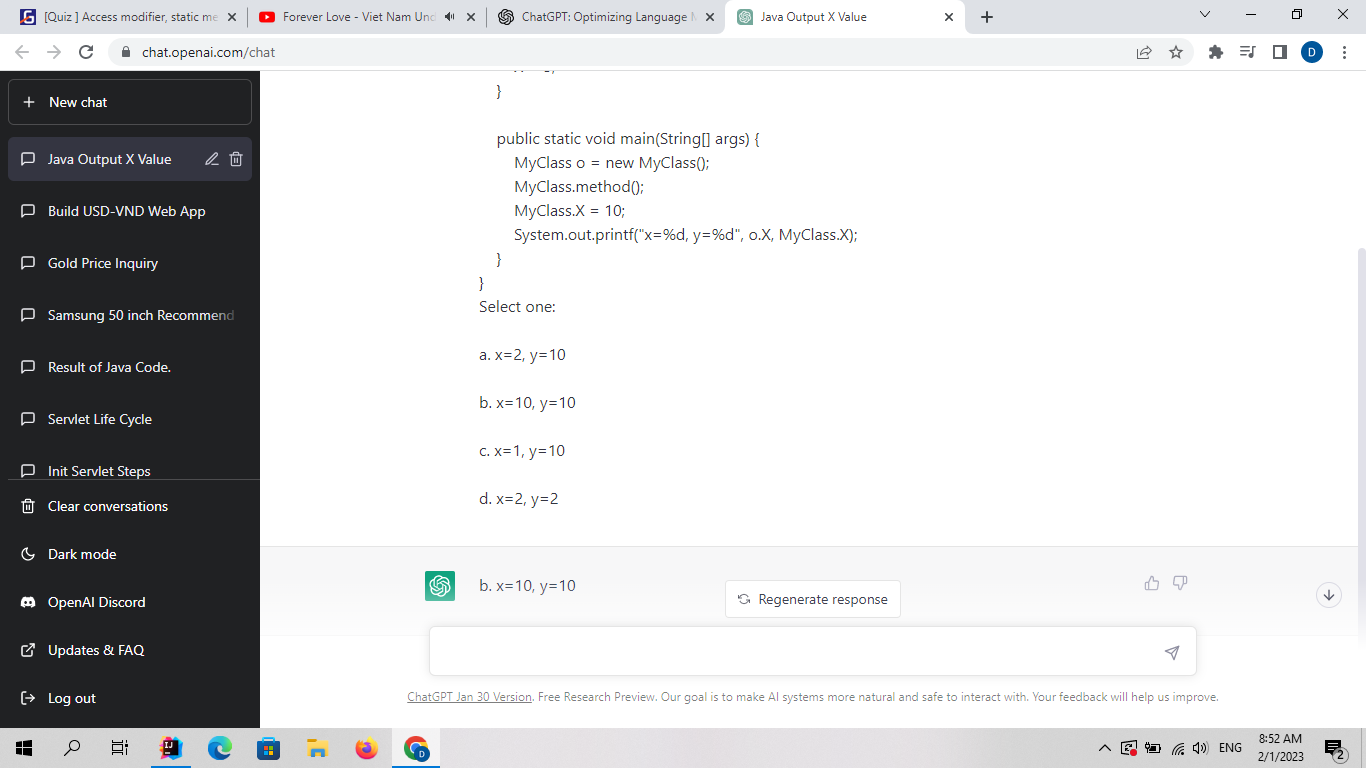 [Quiz ] Access modifier, static me
Forever Love - Viet Nam Und
ChatGPT: Optimizing Language M
Java Output X Value
chat.openai.com/chat
D
New chat
Java Output X Value
Build USD-VND Web App
Gold Price Inquiry
Samsung 50 inch Recommend
Result of Java Code.
Servlet Life Cycle
Init Servlet Steps
Clear conversations
Dark mode
OpenAI Discord
Updates & FAQ
Log out
}
public static void main(String[] args) {
MyClass o = new MyClass();
MyClass.method();
MyClass.X = 10;
System.out.printf("x=%d, y=%d", o.X, MyClass.X);
}
}
Select one:
a. x=2, y=10
b. x=10, y=10
c. x=1, y=10
d. x=2, y=2
b. x=10, y=10
Regenerate response
ChatGPT Jan 30 Version. Free Research Preview. Our goal is to make AI systems more natural and safe to interact with. Your feedback will help us improve.
IJ
D
ENG
8:52 AM
2/1/2023
2